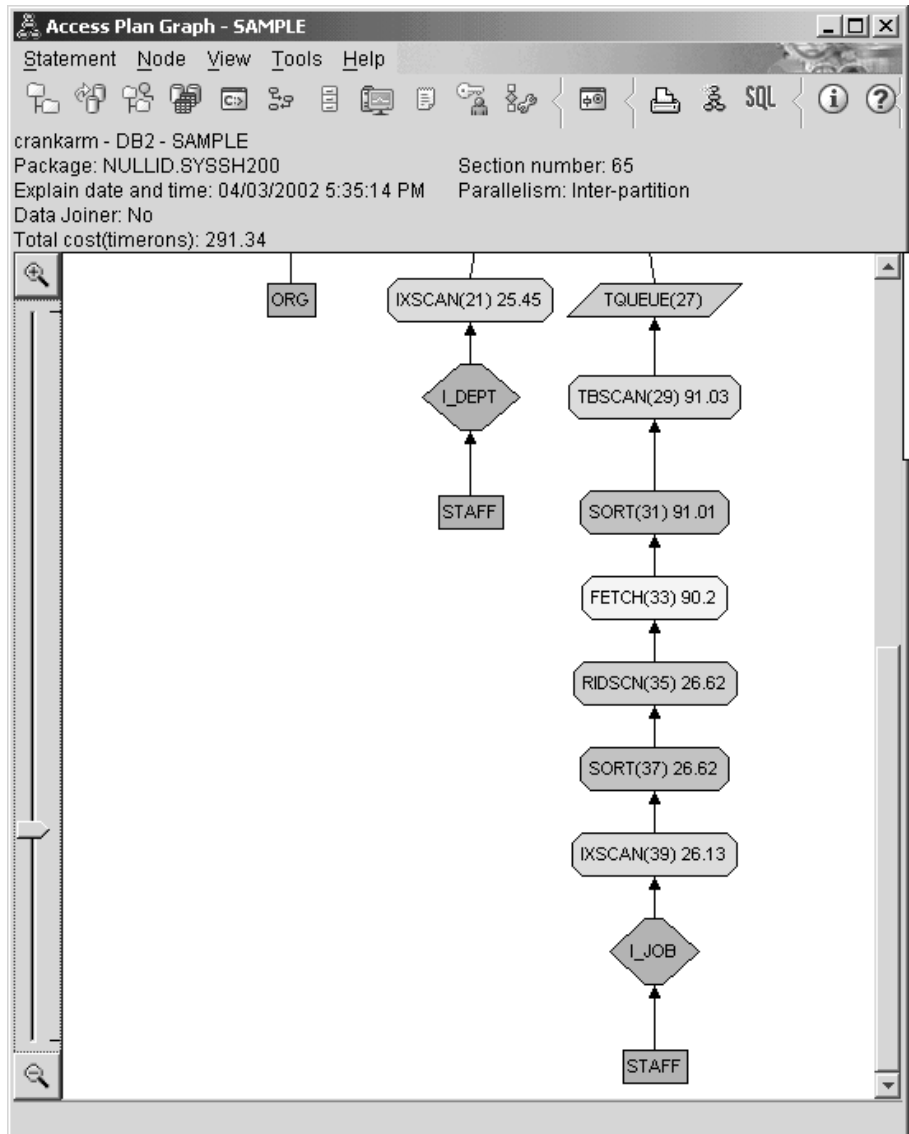 Access Plan Graph - SAMPLE
Statement Node View Tools Help
C:>
SQL
i
?
crankarm - DB2 - SAMPLE
Package: NULLID.SYSSH200 Section number: 65
Explain date and time: 04/03/2002 5:35:14 PM Parallelism: Inter-partition
Data Joiner: No
Total cost(timerons): 291.34
ORG
IXSCAN(21) 25.45
TQUEUE(27)
I_DEPT
TBSCAN(29) 91.03
STAFF
SORT(31) 91.01
FETCH(33) 90.2
RIDSCN(35) 26.62
SORT(37) 26.62
IXSCAN(39) 26.13
I_JOB
STAFF